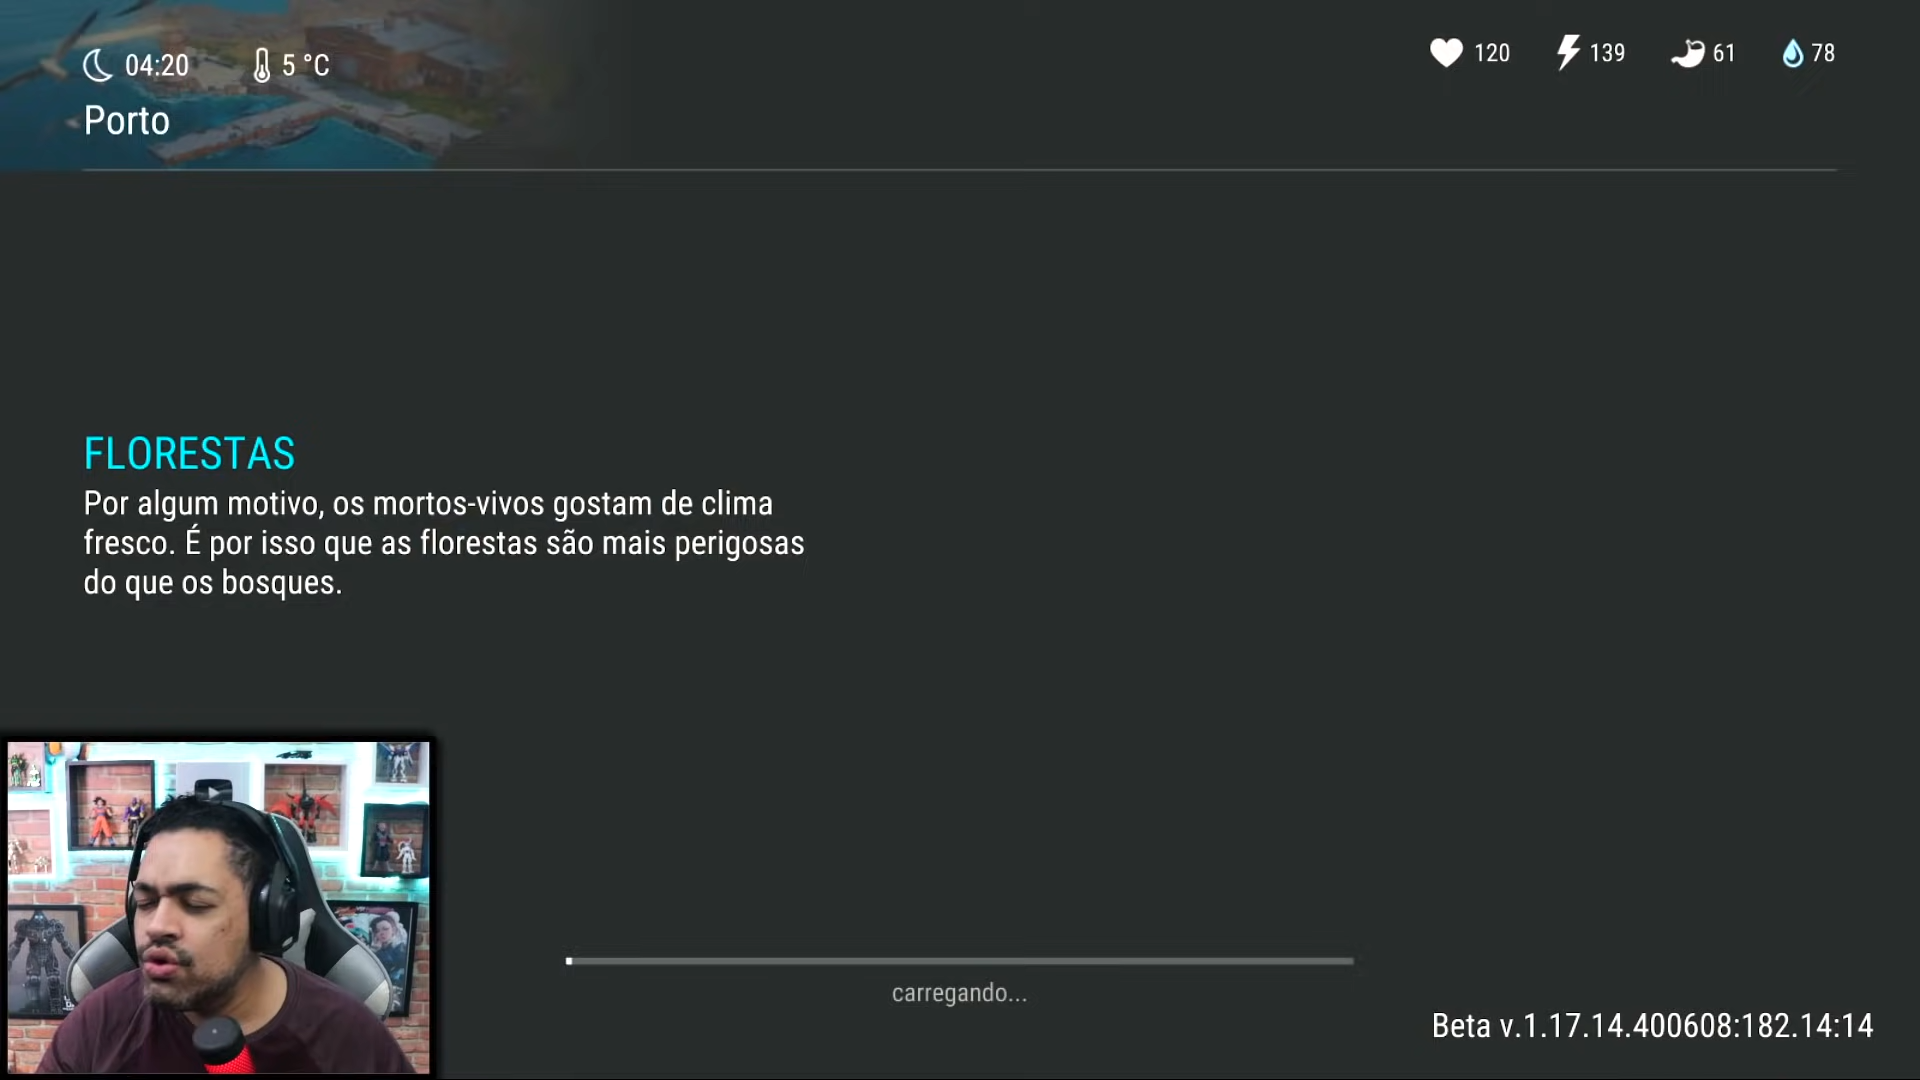 04:20 5 °C
120 139 61 78
Porto
FLORESTAS
Por algum motivo, os mortos-vivos gostam de clima
fresco. É por isso que as florestas são mais perigosas
do que os bosques.
carregando...
Beta v.1.17.14.400608:182.14:14